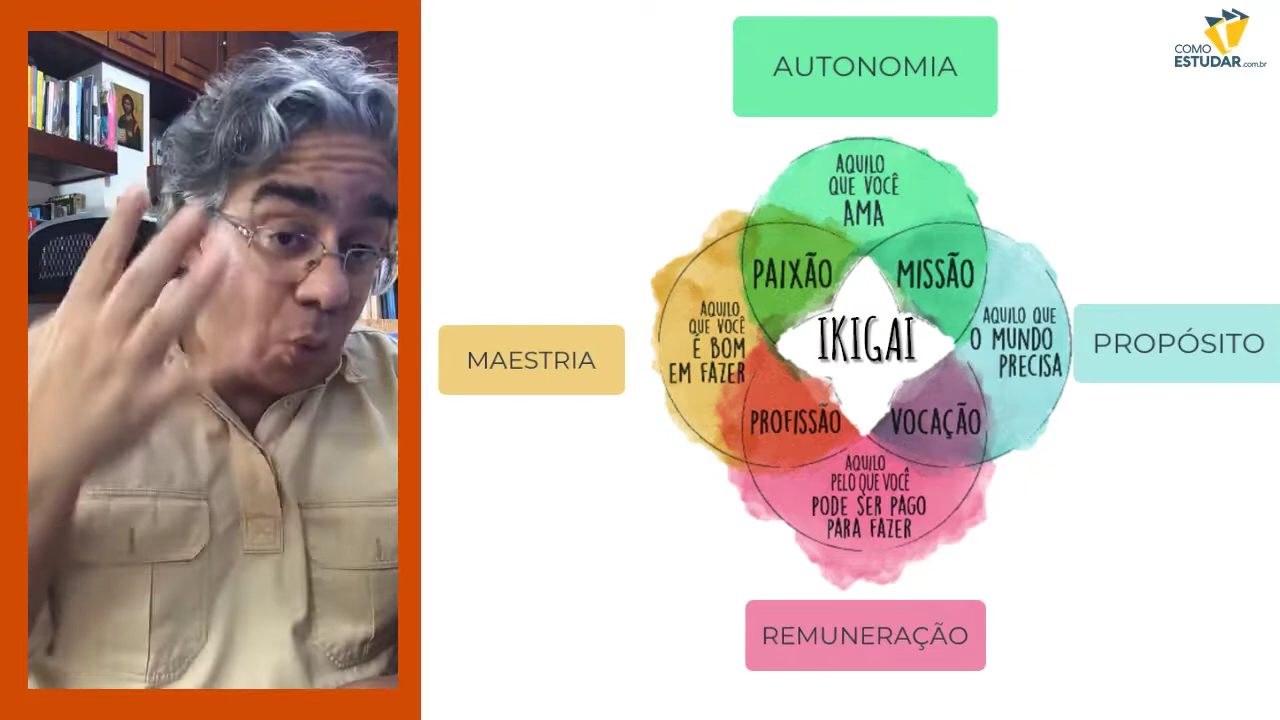 COMO
ESTUDAR.com.br
AUTONOMIA
AQUILO
QUE VOCÊ
AMA
PAIXÃO
MISSÃO
AQUILO
QUE VOCÊ
É BOM
EM FAZER
IKIGAI
AQUILO QUE
O MUNDO
PRECISA
MAESTRIA
PROPÓSITO
PROFISSÃO
VOCAÇÃO
AQUILO
PELO QUE VOCÊ
PODE SER PAGO
PARA FAZER
REMUNERAÇÃO